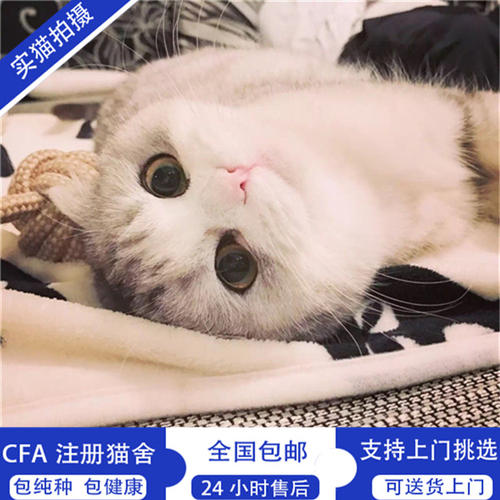 实猫拍摄
CFA 注册猫舍
包纯种 包健康
全国包邮
24 小时售后
支持上门挑选
可送货上门